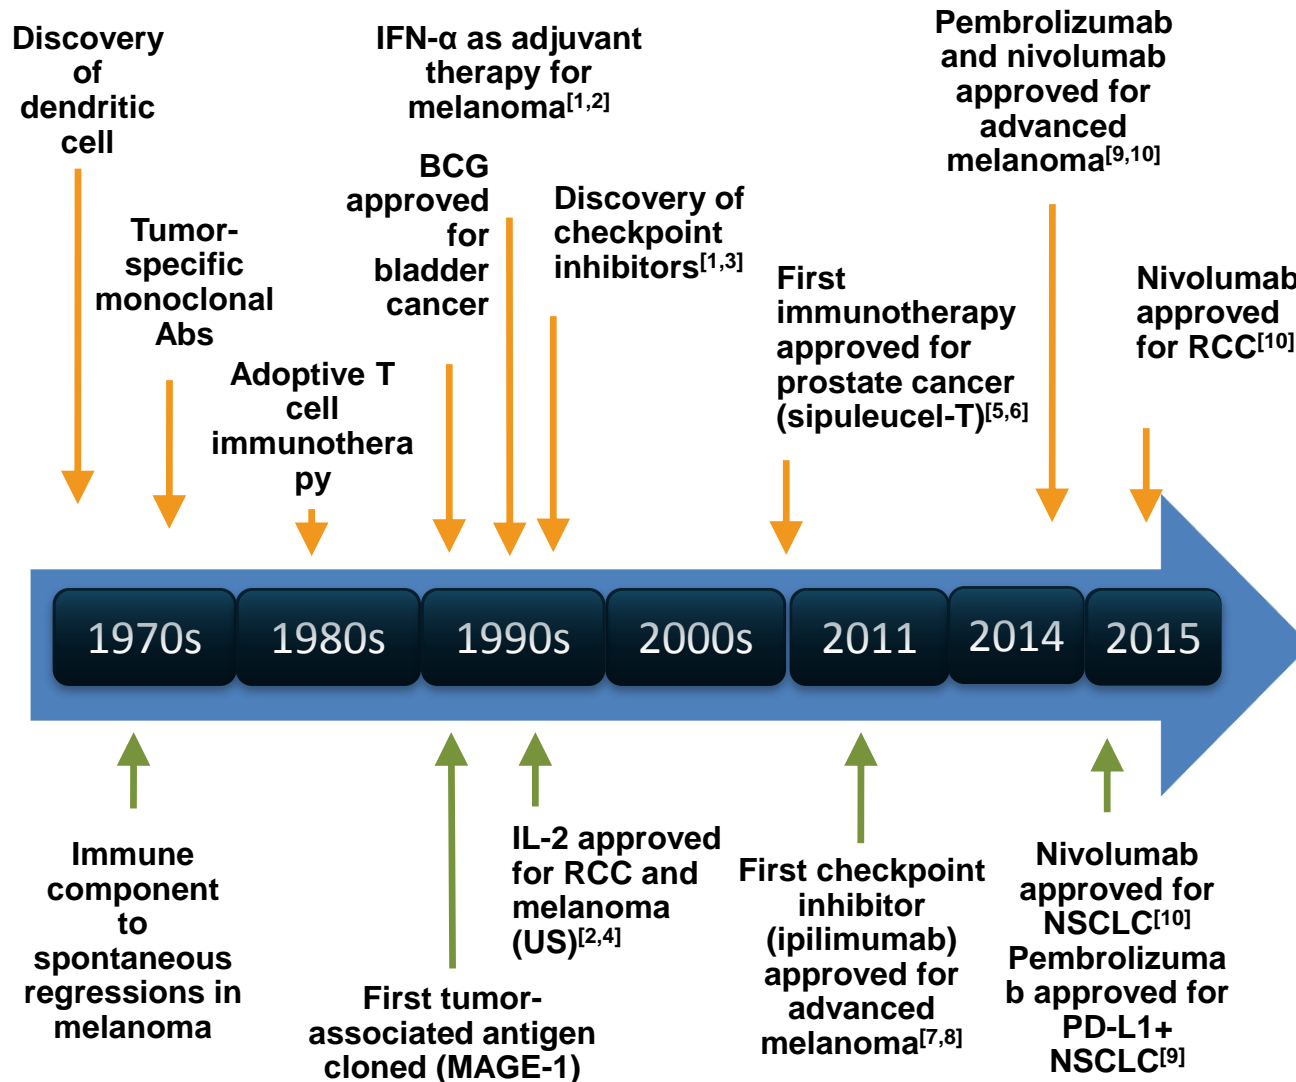 Discovery
of
dendritic
cell
Tumor-
specific
monoclonal
Abs
Adoptive T
cell
immunothera
py
IFN-α as adjuvant
therapy for
melanoma[1,2]
BCG
approved
for
bladder
cancer
Discovery of
checkpoint
inhibitors[1,3]
First
immunotherapy
approved for
prostate cancer
(sipuleucel-T)[5,6]
Pembrolizumab
and nivolumab
approved for
advanced
melanoma[9,10]
Nivolumab
approved
for RCC[10]
1970s
1980s
1990s
2000s
2011
2014
2015
Immune
component
to
spontaneous
regressions in
melanoma
First tumor-
associated antigen
cloned (MAGE-1)
IL-2 approved
for RCC and
melanoma
(US)[2,4]
First checkpoint
inhibitor
(ipilimumab)
approved for
advanced
melanoma[7,8]
Nivolumab
approved for
NSCLC[10]
Pembrolizuma
b approved for
PD-L1+
NSCLC[9]